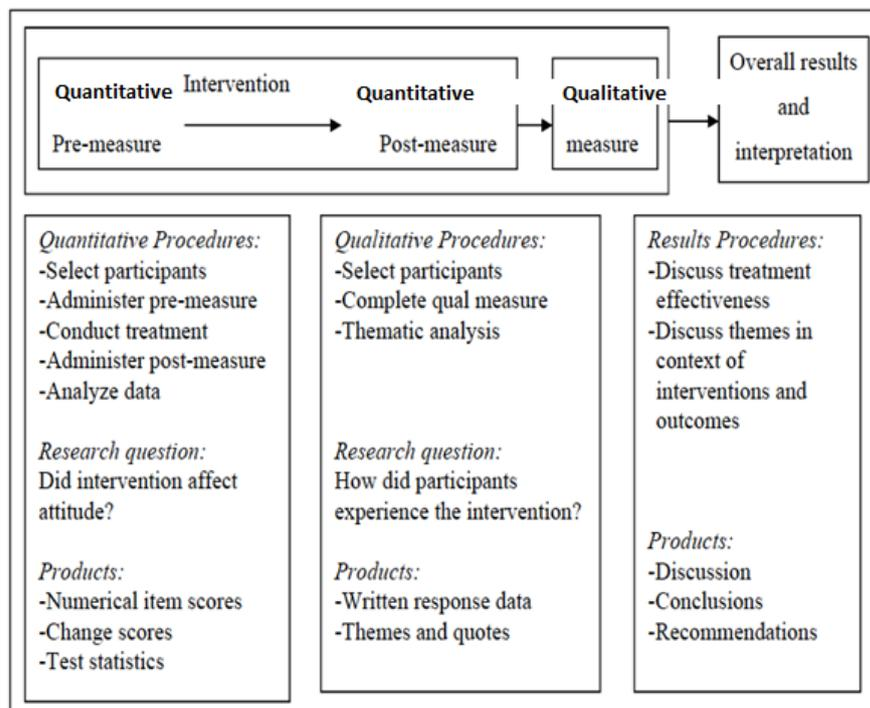 Quantitative Intervention Quantitative Qualitative
Pre-measure Post-measure measure
Overall results
and
interpretation
Quantitative Procedures:
-Select participants
-Administer pre-measure
-Conduct treatment
-Administer post-measure
-Analyze data
Research question:
Did intervention affect
attitude?
Products:
-Numerical item scores
-Change scores
-Test statistics
Qualitative Procedures:
-Select participants
-Complete qual measure
-Thematic analysis
Research question:
How did participants
experience the intervention?
Products:
-Written response data
-Themes and quotes
Results Procedures:
-Discuss treatment
effectiveness
-Discuss themes in
context of
interventions and
outcomes
Products:
-Discussion
-Conclusions
-Recommendations